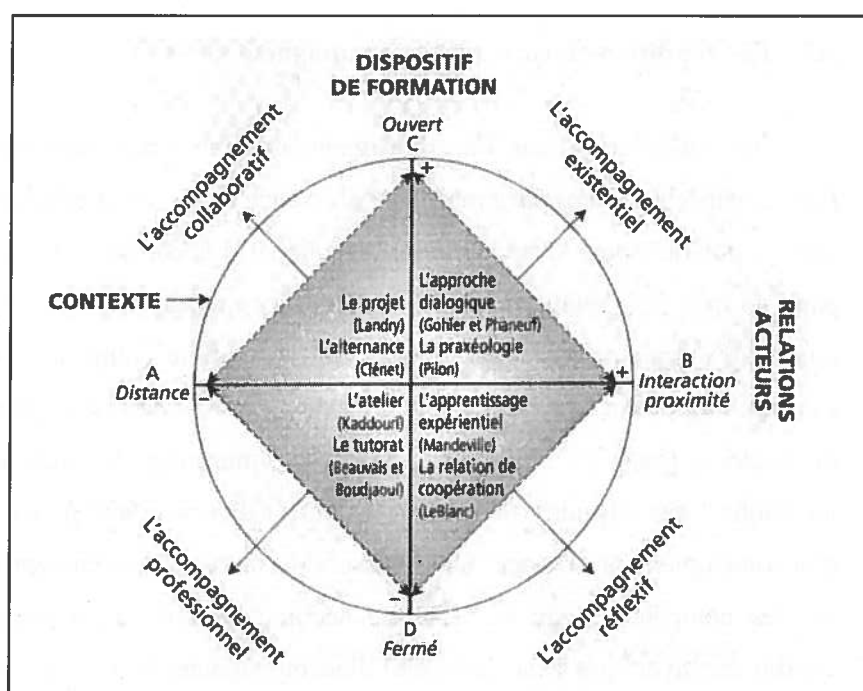 DISPOSITIF
DE FORMATION
Ouvert
C
+
L'accompagnement
collaboratif
L'accompagnement
existentiel
CONTEXTE
Le projet
(Landry)
L'alternance
(Clénet)
L'approche
dialogique
(Gohier et Phaneuf)
La praxéologie
(Pilon)
A
Distance
–
+
B
Interaction
proximité
RELATIONS
ACTEURS
L'atelier
(Kaddouri)
Le tutorat
(Beauvais et
Boudjaoui)
L'apprentissage
expérientiel
(Mandeville)
La relation de
coopération
(LeBlanc)
L'accompagnement
professionnel
L'accompagnement
réflexif
–
D
Fermé